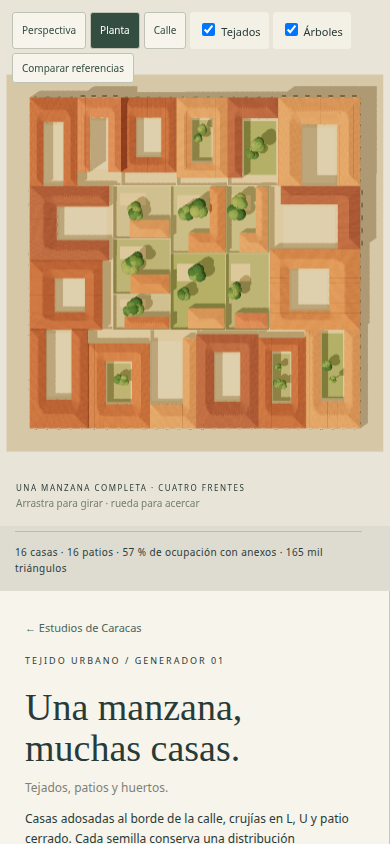 Perspectiva Planta Calle Tejados Árboles
Comparar referencias
UNA MANZANA COMPLETA · CUATRO FRENTES
Arrastra para girar · rueda para acercar
16 casas · 16 patios · 57 % de ocupación con anexos · 165 mil
triángulos
← Estudios de Caracas
TEJIDO URBANO / GENERADOR 01
Una manzana,
muchas casas.
Tejados, patios y huertos.
Casas adosadas al borde de la calle, crujías en L, U y patio
cerrado. Cada semilla conserva una distribución